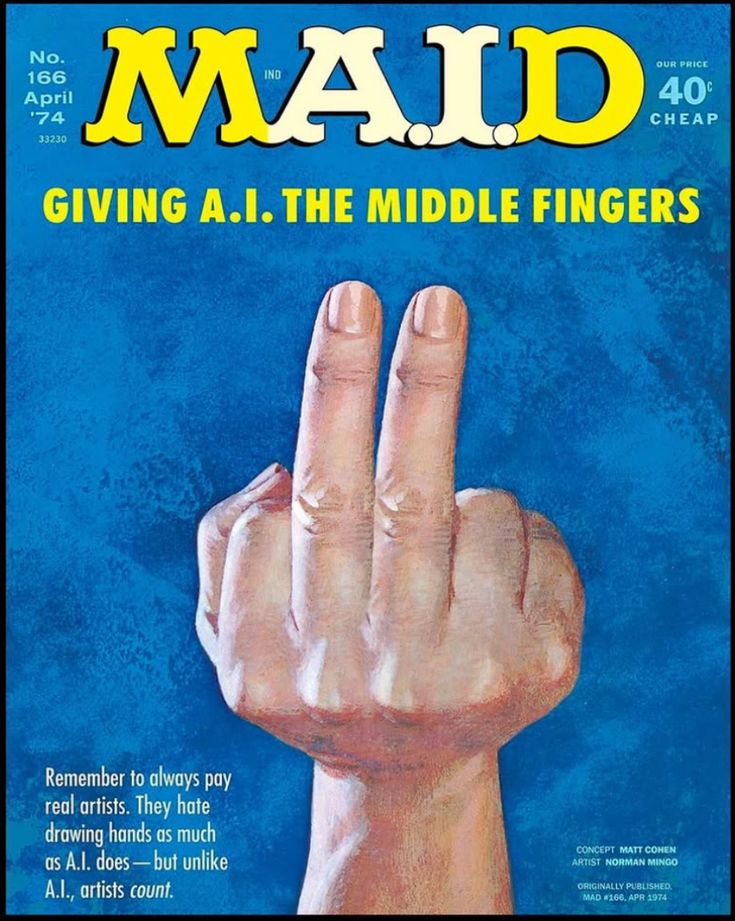 No.
166
April
'74
33230
MA.I.D
IND
OUR PRICE
40¢
CHEAP
GIVING A.I. THE MIDDLE FINGERS
Remember to always pay
real artists. They hate
drawing hands as much
as A.I. does — but unlike
A.I., artists count.
CONCEPT MATT COHEN
ARTIST NORMAN MINGO
ORIGINALLY PUBLISHED,
MAD #166, APR 1974